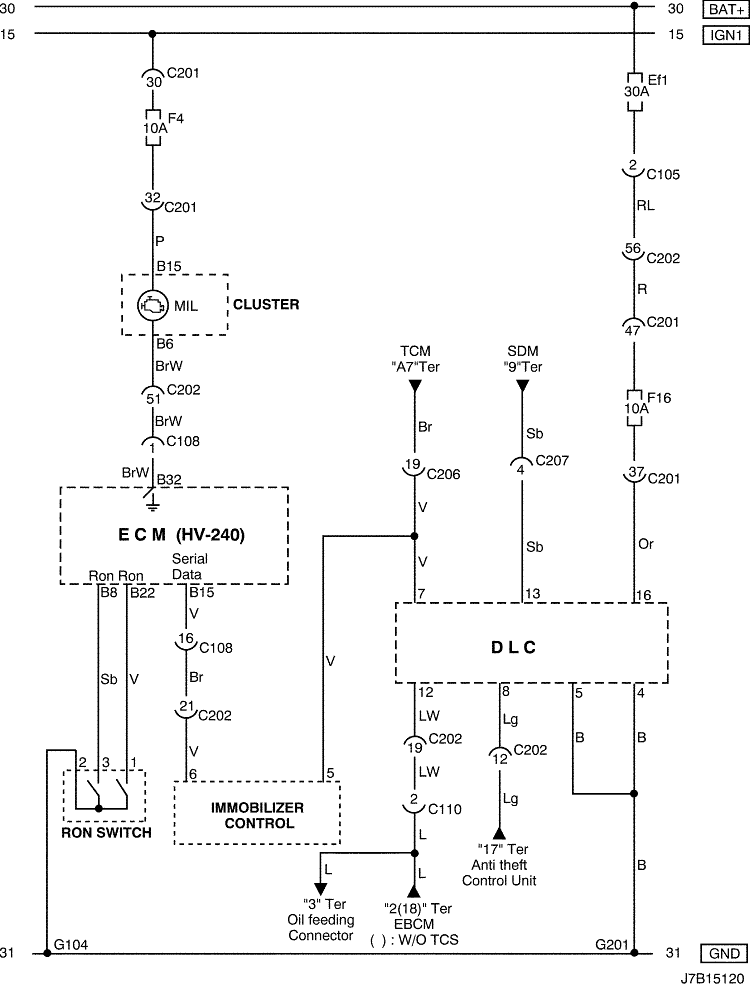 30 30 BAT+
15 15 IGN1
C201
30
F4
10A
Ef1
30A
32
C201
2
C105
P
RL
B15
56
C202
MIL
CLUSTER
R
B6
C201
47
BrW
TCM
"A7"Ter
SDM
"9"Ter
C202
51
F16
10A
BrW
Br
Sb
C108
1
19
C206
C207
4
37
C201
BrW
B32
V
E C M (HV-240)
Sb
Or
V
Serial
Data
Ron Ron
B8 B22 B15
7 13 16
V
16
C108
D L C
Sb V
Br
V
12 8 5 4
21
C202
LW
Lg
B
B
C202
19
C202
12
V
2 3 1
6 5
LW
Lg
2
C110
IMMOBILIZER
CONTROL
RON SWITCH
L
"17" Ter
Anti theft
Control Unit
L
L
B
"3" Ter
Oil feeding
Connector
"2(18)" Ter
EBCM
( ) : W/O TCS
31 G104 G201 31 GND
J7B15120